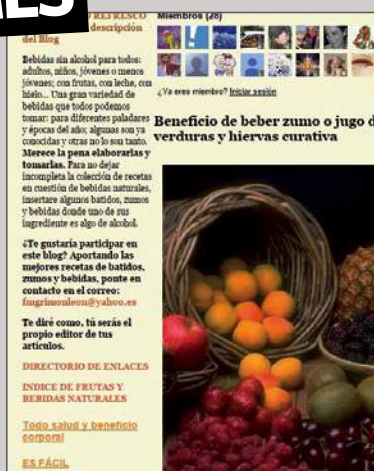 REFRESCO
descripción
del Blog
Bebidas sin alcohol para todos:
adultos, niños, jóvenes o menos
jóvenes; con frutas, con leche, con
hielo... Una gran variedad de
bebidas que todos podemos
tomar: para diferentes paladares
y épocas del año; algunas son ya
conocidas y otras no lo son tanto.
Merece la pena elaborarlas y
tomarlas. Para no dejar
incompleta la colección de recetas
en cuestión de bebidas naturales,
insertare algunos batidos, zumos
y bebidas donde uno de sus
ingrediente es algo de alcohol.
¿Te gustaría participar en
este blog? Aportando las
mejores recetas de batidos,
zumos y bebidas, ponte en
contacto en el correo:
fmgrimonleon@yahoo.es
Te diré como, tú serás el
propio editor de tus
artículos.
DIRECTORIO DE ENLACES
INDICE DE FRUTAS Y
BEBIDAS NATURALES
Todo salud y beneficio
corporal
ES FÁCIL
Miembros (28)
¿Ya eres miembro? Iniciar sesión
Beneficio de beber zumo o jugo d
verduras y hiervas curativa